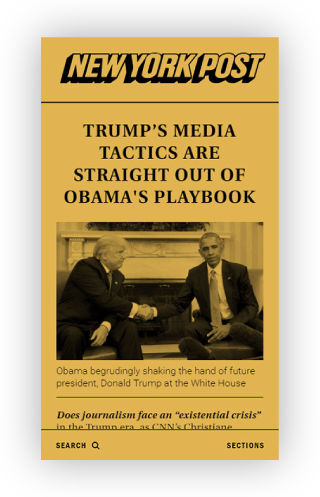 NEW YORK POST
TRUMP'S MEDIA
TACTICS ARE
STRAIGHT OUT OF
OBAMA'S PLAYBOOK
Obama begrudingly shaking the hand of future
president, Donald Trump at the White House
Does journalism face an “existential crisis”
in the Trump era, as CNN’s Christiane
SEARCH
SECTIONS